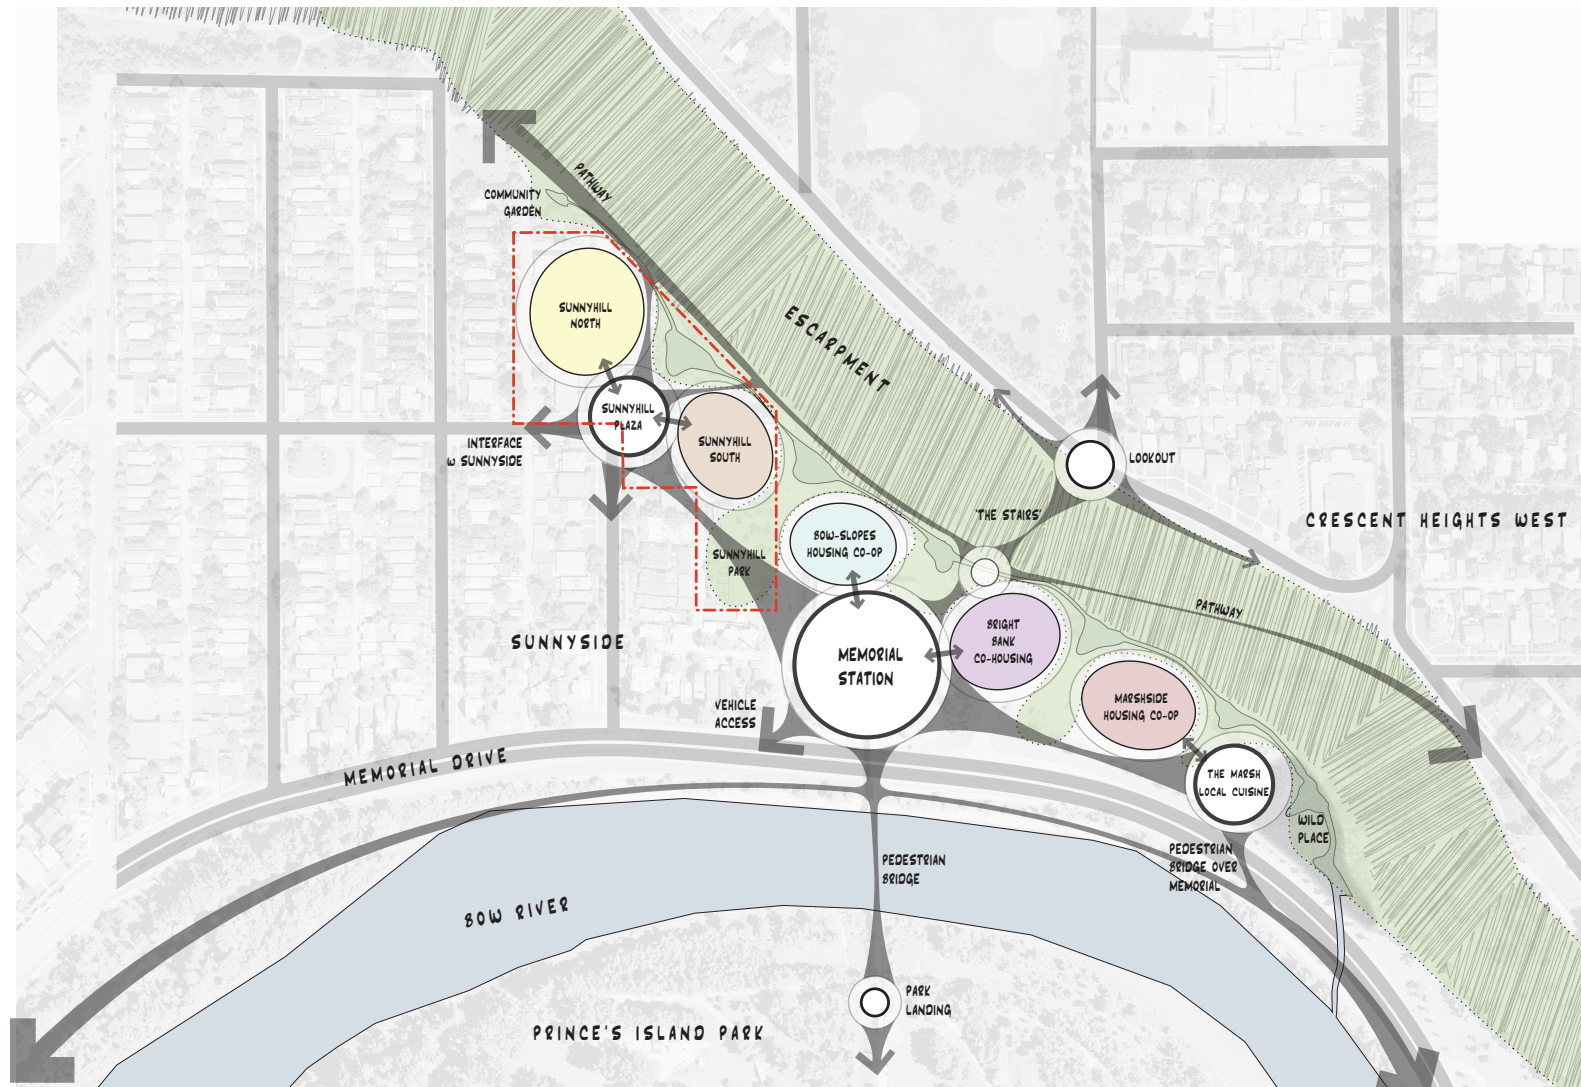 PATHWAY
COMMUNITY
GARDEN
SUNNYHILL
NORTH
ESCARPMENT
SUNNYHILL
PLAZA
INTERFACE
W SUNNYSIDE
SUNNYHILL
SOUTH
LOOKOUT
'THE STAIRS'
CRESCENT HEIGHTS WEST
BOW-SLOPES
HOUSING CO-OP
SUNNYHILL
PARK
PATHWAY
SUNNYSIDE
BRIGHT
BANK
CO-HOUSING
MEMORIAL
STATION
MARSHSIDE
HOUSING CO-OP
VEHICLE
ACCESS
MEMORIAL DRIVE
THE MARSH
LOCAL CUISINE
WILD
PLACE
PEDESTRIAN
BRIDGE
PEDESTRIAN
BRIDGE OVER
MEMORIAL
BOW RIVER
PARK
LANDING
PRINCE'S ISLAND PARK